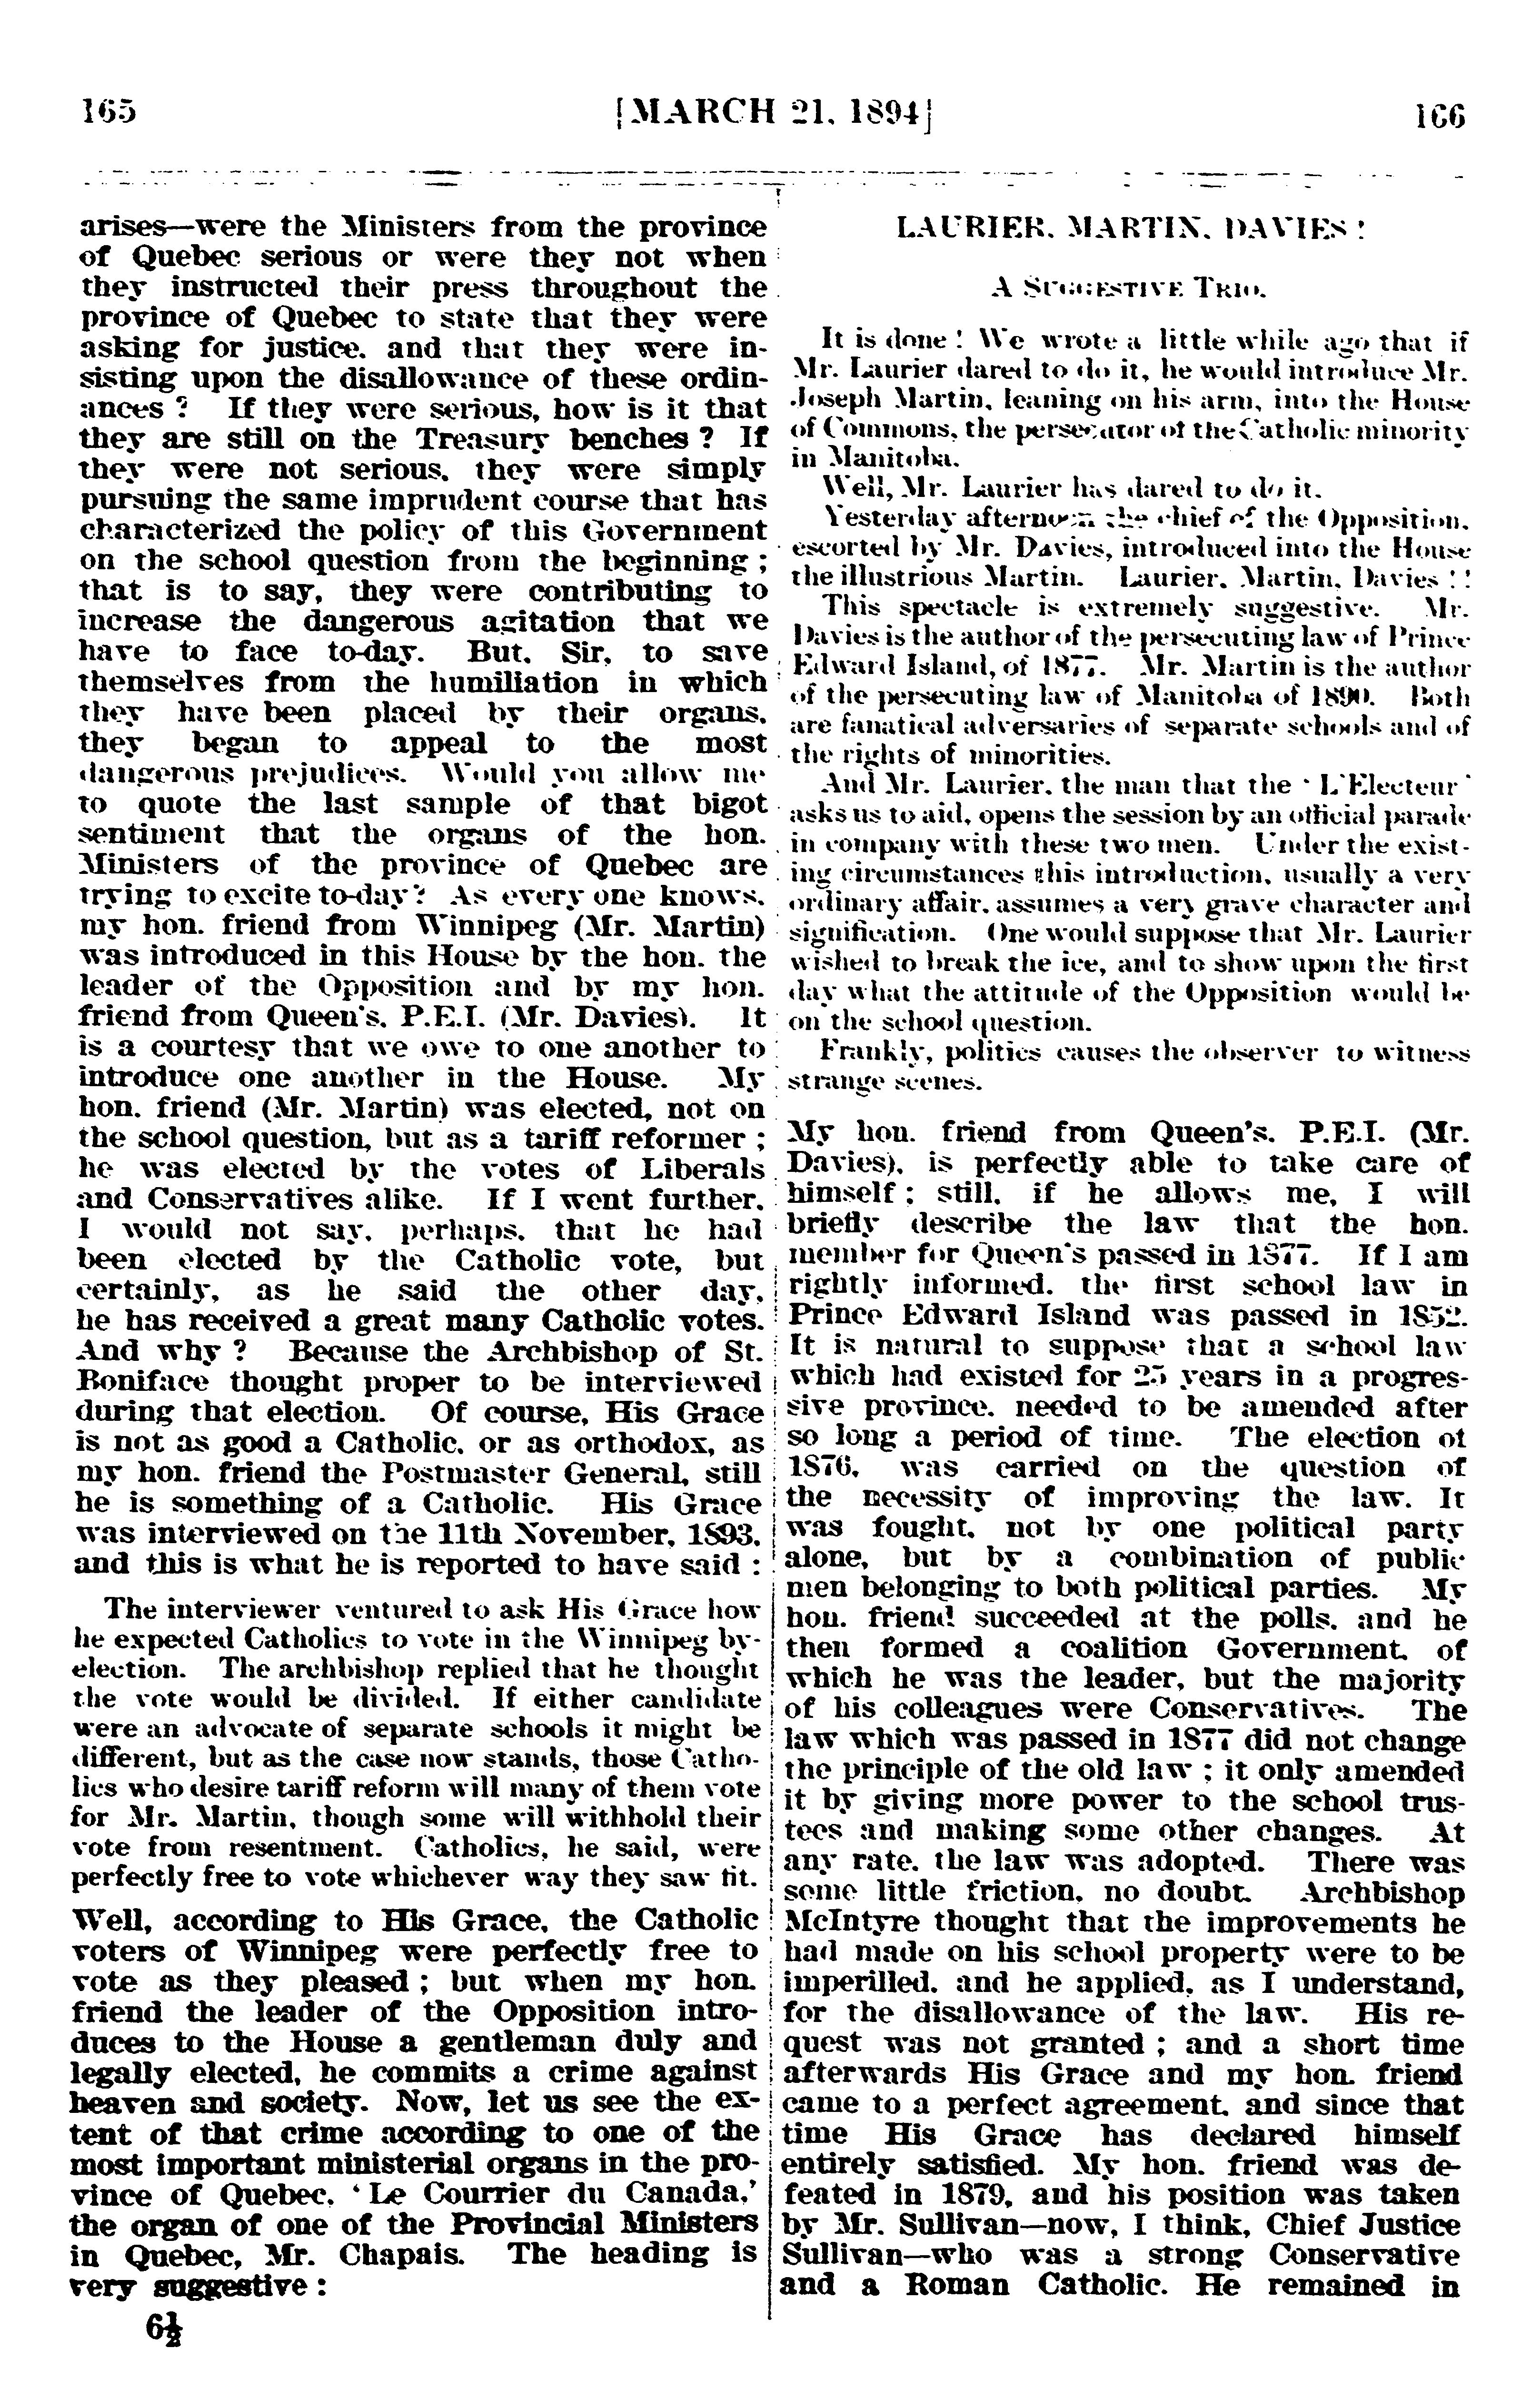 165
[MARCH 21, 1894]
166
arises—were the Ministers from the province
of Quebec serious or were they not when
they instructed their press throughout the
province of Quebec to state that they were
asking for justice, and that they were in-
sisting upon the disallowance of these ordin-
ances ? If they were serious, how is it that
they are still on the Treasury benches ? If
they were not serious, they were simply
pursuing the same imprudent course that has
characterized the policy of this Government
on the school question from the beginning ;
that is to say, they were contributing to
increase the dangerous agitation that we
have to face to-day. But, Sir, to save
themselves from the humiliation in which
they have been placed by their organs,
they began to appeal to the most
dangerous prejudices. Would you allow me
to quote the last sample of that bigot
sentiment that the organs of the hon.
Ministers of the province of Quebec are
trying to excite to-day ? As every one knows,
my hon. friend from Winnipeg (Mr. Martin)
was introduced in this House by the hon. the
leader of the Opposition and by my hon.
friend from Queen's, P.E.I. (Mr. Davies). It
is a courtesy that we owe to one another to
introduce one another in the House. My
hon. friend (Mr. Martin) was elected, not on
the school question, but as a tariff reformer ;
he was elected by the votes of Liberals
and Conservatives alike. If I went further,
I would not say, perhaps, that he had
been elected by the Catholic vote, but
certainly, as he said the other day,
he has received a great many Catholic votes.
And why ? Because the Archbishop of St.
Boniface thought proper to be interviewed
during that election. Of course, His Grace
is not as good a Catholic, or as orthodox, as
my hon. friend the Postmaster General, still
he is something of a Catholic. His Grace
was interviewed on the 11th November, 1893,
and this is what he is reported to have said :
The interviewer ventured to ask His Grace how
he expected Catholics to vote in the Winnipeg by-
election. The archbishop replied that he thought
the vote would be divided. If either candidate
were an advocate of separate schools it might be
different, but as the case now stands, those Catho-
lics who desire tariff reform will many of them vote
for Mr. Martin, though some will withhold their
vote from resentment. Catholics, he said, were
perfectly free to vote whichever way they saw fit.
Well, according to His Grace, the Catholic
voters of Winnipeg were perfectly free to
vote as they pleased ; but when my hon.
friend the leader of the Opposition intro-
duces to the House a gentleman duly and
legally elected, he commits a crime against
heaven and society. Now, let us see the ex-
tent of that crime according to one of the
most important ministerial organs in the pro-
vince of Quebec, ' Le Courrier du Canada,'
the organ of one of the Provincial Ministers
in Quebec, Mr. Chapais. The heading is
very suggestive :
6½
LAURIER, MARTIN, DAVIES !
A SUGGESTIVE TRIO.
It is done ! We wrote a little while ago that if
Mr. Laurier dared to do it, he would introduce Mr.
Joseph Martin, leaning on his arm, into the House
of Commons, the persecutor of the Catholic minority
in Manitoba.
Well, Mr. Laurier has dared to do it.
Yesterday afternoon the chief of the Opposition,
escorted by Mr. Davies, introduced into the House
the illustrious Martin. Laurier, Martin, Davies ! !
This spectacle is extremely suggestive. Mr.
Davies is the author of the persecuting law of Prince
Edward Island, of 1877. Mr. Martin is the author
of the persecuting law of Manitoba of 1890. Both
are fanatical adversaries of separate schools and of
the rights of minorities.
And Mr. Laurier, the man that the ' L'Electeur '
asks us to aid, opens the session by an official parade
in company with these two men. Under the exist-
ing circumstances this introduction, usually a very
ordinary affair, assumes a very grave character and
signification. One would suppose that Mr. Laurier
wished to break the ice, and to show upon the first
day what the attitude of the Opposition would be
on the school question.
Frankly, politics causes the observer to witness
strange scenes.
My hon. friend from Queen's, P.E.I. (Mr.
Davies), is perfectly able to take care of
himself ; still, if he allows me, I will
briefly describe the law that the hon.
member for Queen's passed in 1877. If I am
rightly informed, the first school law in
Prince Edward Island was passed in 1852.
It is natural to suppose that a school law
which had existed for 25 years in a progres-
sive province, needed to be amended after
so long a period of time. The election of
1876, was carried on the question of
the necessity of improving the law. It
was fought, not by one political party
alone, but by a combination of public
men belonging to both political parties. My
hon. friend succeeded at the polls, and he
then formed a coalition Government, of
which he was the leader, but the majority
of his colleagues were Conservatives. The
law which was passed in 1877 did not change
the principle of the old law ; it only amended
it by giving more power to the school trus-
tees and making some other changes. At
any rate, the law was adopted. There was
some little friction, no doubt. Archbishop
McIntyre thought that the improvements he
had made on his school property were to be
imperilled, and he applied, as I understand,
for the disallowance of the law. His re-
quest was not granted ; and a short time
afterwards His Grace and my hon. friend
came to a perfect agreement, and since that
time His Grace has declared himself
entirely satisfied. My hon. friend was de-
feated in 1879, and his position was taken
by Mr. Sullivan—now, I think, Chief Justice
Sullivan—who was a strong Conservative
and a Roman Catholic. He remained in